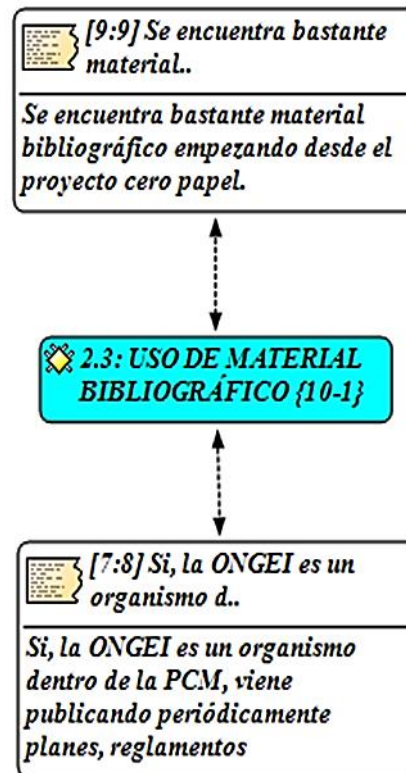 [9:9] Se encuentra bastante
material..
Se encuentra bastante material
bibliográfico empezando desde el
proyecto cero papel.
2.3: USO DE MATERIAL
BIBLIOGRÁFICO {10-1}
[7:8] Si, la ONGEI es un
organismo d..
Si, la ONGEI es un organismo
dentro de la PCM, viene
publicando periódicamente
planes, reglamentos